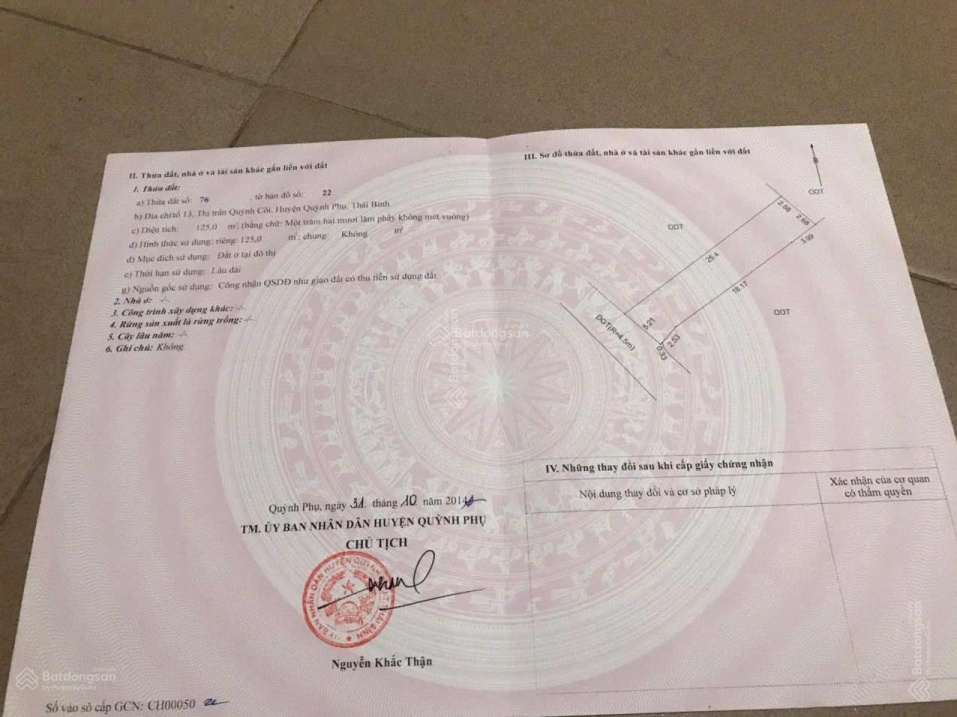 II. Thửa đất, nhà ở và tài sản khác gắn liền với đất
1. Thửa đất:
a) Thửa đất số: 76 , tờ bản đồ số: 22
b) Địa chỉ:tổ 13, Thị trấn Quỳnh Côi, Huyện Quỳnh Phụ, Thái Bình
c) Diện tích: 125,0 m², (bằng chữ: Một trăm hai mươi lăm phảy không mét vuông)
d) Hình thức sử dụng: riêng: 125,0 m²; chung: Không m²
đ) Mục đích sử dụng: Đất ở tại đô thị
e) Thời hạn sử dụng: Lâu dài
g) Nguồn gốc sử dụng: Công nhận QSDĐ như giao đất có thu tiền sử dụng đất
2. Nhà ở: -/-
3. Công trình xây dựng khác: -/-
4. Rừng sản xuất là rừng trồng: -/-
5. Cây lâu năm: -/-
6. Ghi chú: Không
Quỳnh Phụ, ngày 31 tháng 10 năm 2014
TM. ỦY BAN NHÂN DÂN HUYỆN QUỲNH PHỤ
CHỦ TỊCH
Nguyễn Khắc Thận
Số vào sổ cấp GCN: CH00050
III. Sơ đồ thửa đất, nhà ở và tài sản khác gắn liền với đất
B
ODT
ODT
2.58
2.68
3.99
25.4
18.17
ODT
5.21
DGT(R=4.5m)
2.53
0.33
IV. Những thay đổi sau khi cấp giấy chứng nhận
Nội dung thay đổi và cơ sở pháp lý
Xác nhận của cơ quan
có thẩm quyền
Batdongsan
Batdongsan
by PropertyGuru
Batdongsan